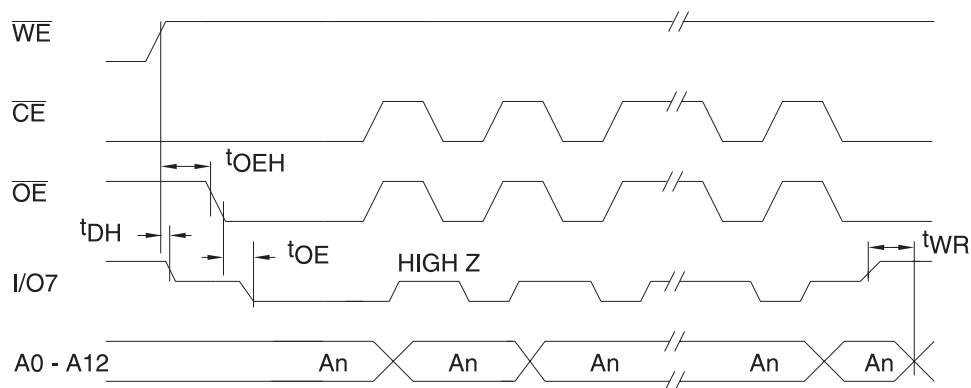 WE
CE
tOEH
OE
tDH
tOE
tWR
HIGH Z
I/O7
A0 - A12
An An An An An